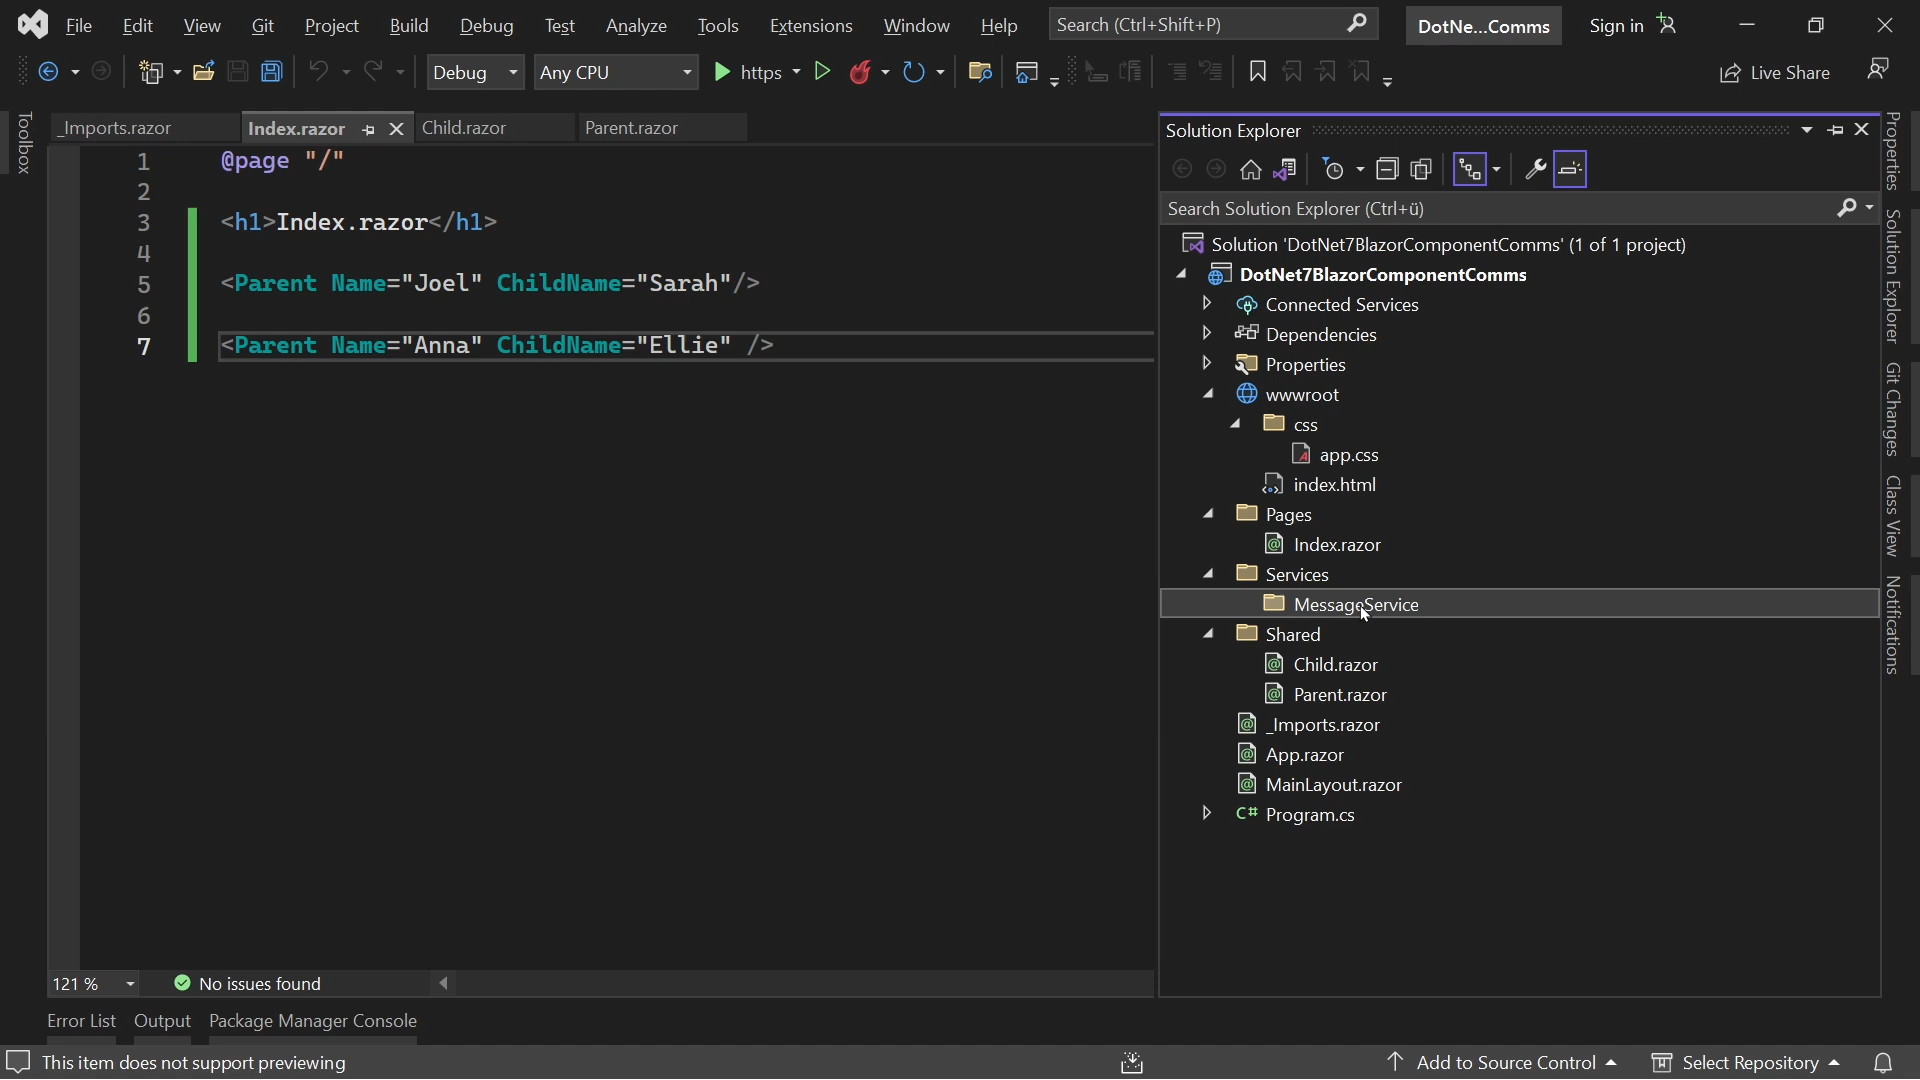 File Edit View Git Project Build Debug Test Analyze Tools Extensions Window Help Search (Ctrl+Shift+P) DotNe...Comms Sign in
Debug Any CPU https Live Share
Toolbox
_Imports.razor Index.razor Child.razor Parent.razor
1 @page "/"
2
3 <h1>Index.razor</h1>
4
5 <Parent Name="Joel" ChildName="Sarah"/>
6
7 <Parent Name="Anna" ChildName="Ellie" />
121 % No issues found
Solution Explorer
Search Solution Explorer (Ctrl+ü)
Solution 'DotNet7BlazorComponentComms' (1 of 1 project)
DotNet7BlazorComponentComms
Connected Services
Dependencies
Properties
wwwroot
css
app.css
index.html
Pages
Index.razor
Services
MessageService
Shared
Child.razor
Parent.razor
_Imports.razor
App.razor
MainLayout.razor
C# Program.cs
Properties
Solution Explorer
Git Changes
Class View
Notifications
Error List Output Package Manager Console
This item does not support previewing Add to Source Control Select Repository